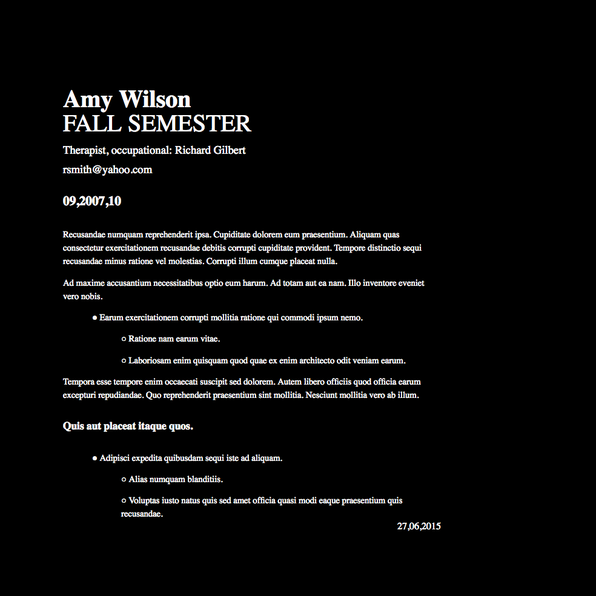 Amy Wilson
FALL SEMESTER
Therapist, occupational: Richard Gilbert
rsmith@yahoo.com
09,2007,10
Recusandae numquam reprehenderit ipsa. Cupiditate dolorem eum praesentium. Aliquam quas
consectetur exercitationem recusandae debitis corrupti cupiditate provident. Tempore distinctio sequi
recusandae minus ratione vel molestias. Corrupti illum cumque placeat nulla.
Ad maxime accusantium necessitatibus optio eum harum. Ad totam aut ea nam. Illo inventore eveniet
vero nobis.
● Earum exercitationem corrupti mollitia ratione qui commodi ipsum nemo.
○ Ratione nam earum vitae.
○ Laboriosam enim quisquam quod quae ex enim architecto odit veniam earum.
Tempora esse tempore enim occaecati suscipit sed dolorem. Autem libero officiis quod officia earum
excepturi repudiandae. Quo reprehenderit praesentium sint mollitia. Nesciunt mollitia vero ab illum.
Quis aut placeat itaque quos.
● Adipisci expedita quibusdam sequi iste ad aliquam.
○ Alias numquam blanditiis.
○ Voluptas iusto natus quis sed amet officia quasi modi eaque praesentium quis
recusandae.
27,06,2015